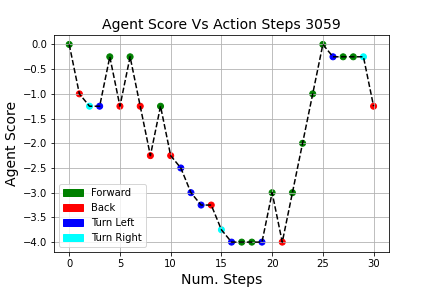 Agent Score Vs Action Steps 3059
0.0
−0.5
−1.0
−1.5
−2.0
−2.5
−3.0
−3.5
−4.0
Agent Score
Forward
Back
Turn Left
Turn Right
0 5 10 15 20 25 30
Num. Steps